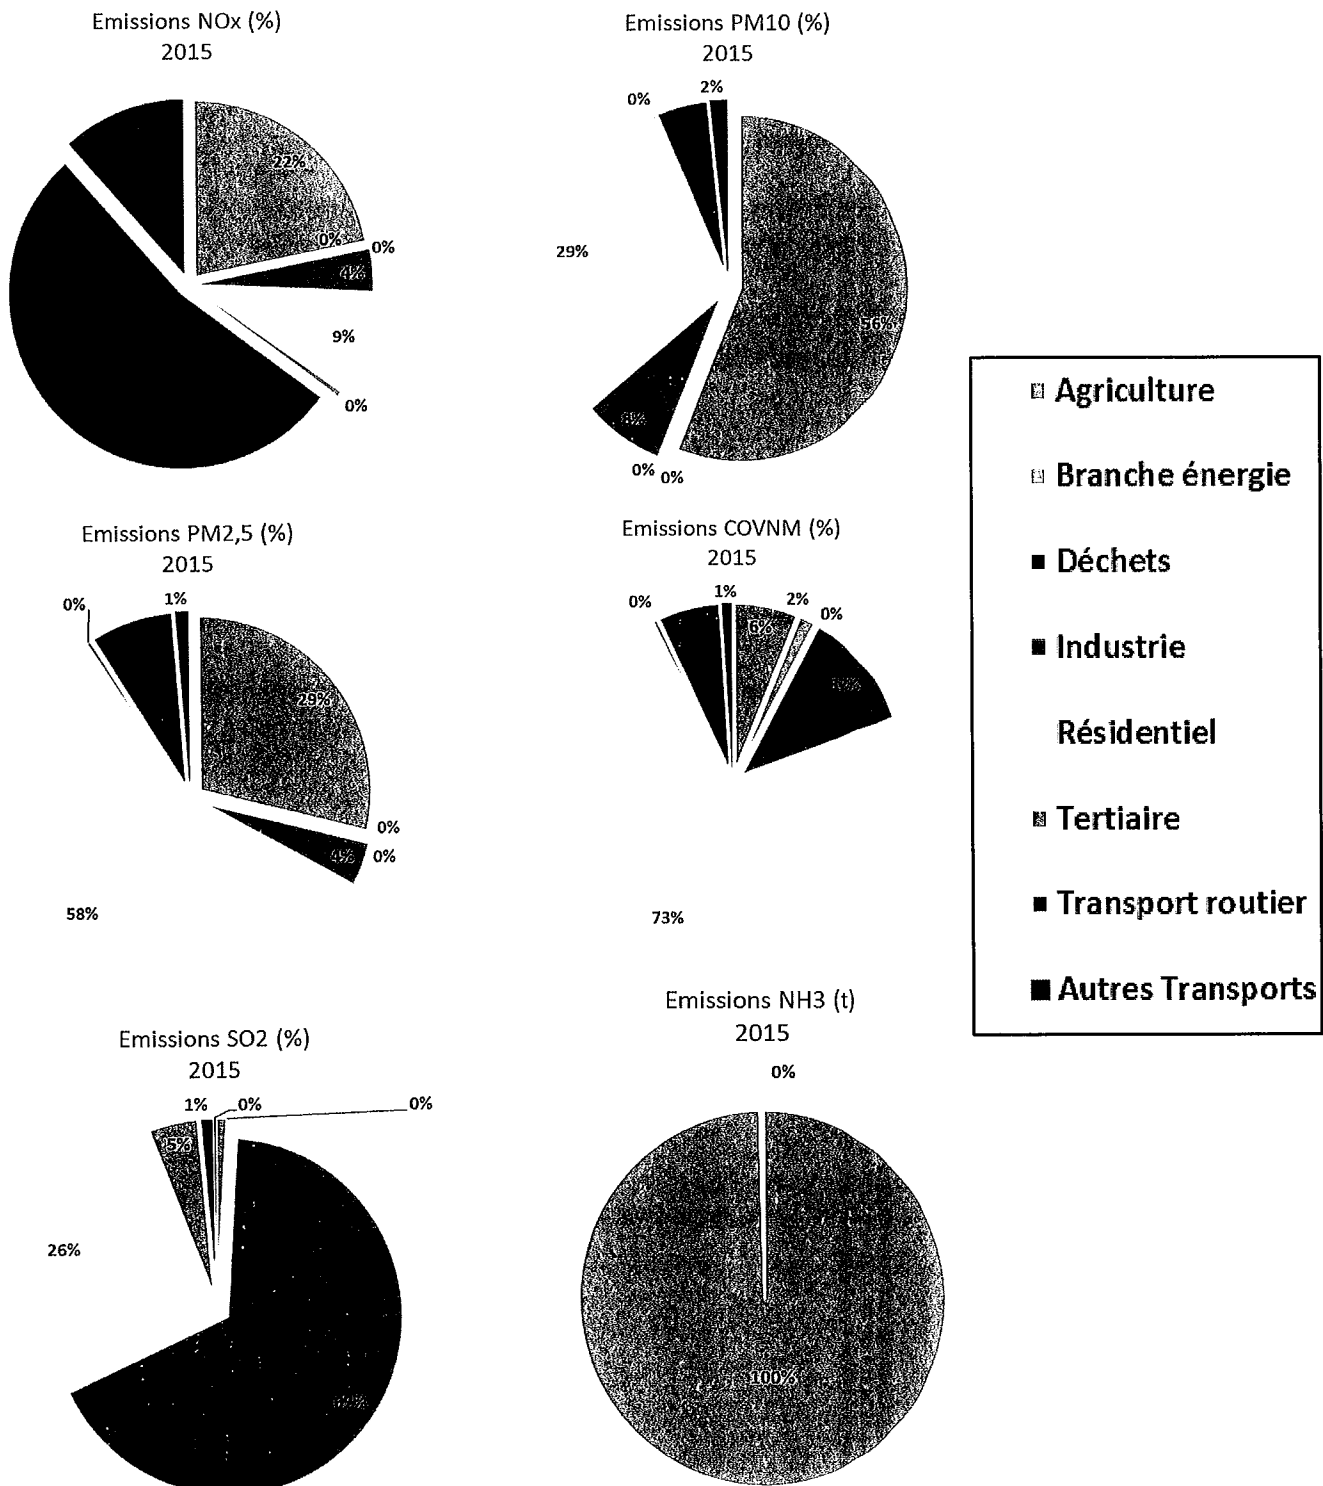 Emissions NOx (%)
2015
22%
0%
0%
4%
9%
0%
Emissions PM10 (%)
2015
0%
2%
29%
56%
8%
0%
0%
Emissions PM2,5 (%)
2015
0%
1%
29%
0%
0%
4%
58%
Emissions COVNM (%)
2015
0%
1%
2%
0%
6%
73%
Emissions SO2 (%)
2015
1%
0%
0%
5%
26%
Emissions NH3 (t)
2015
0%
100%
Agriculture
Branche énergie
Déchets
Industrie
Résidentiel
Tertiaire
Transport routier
Autres Transports